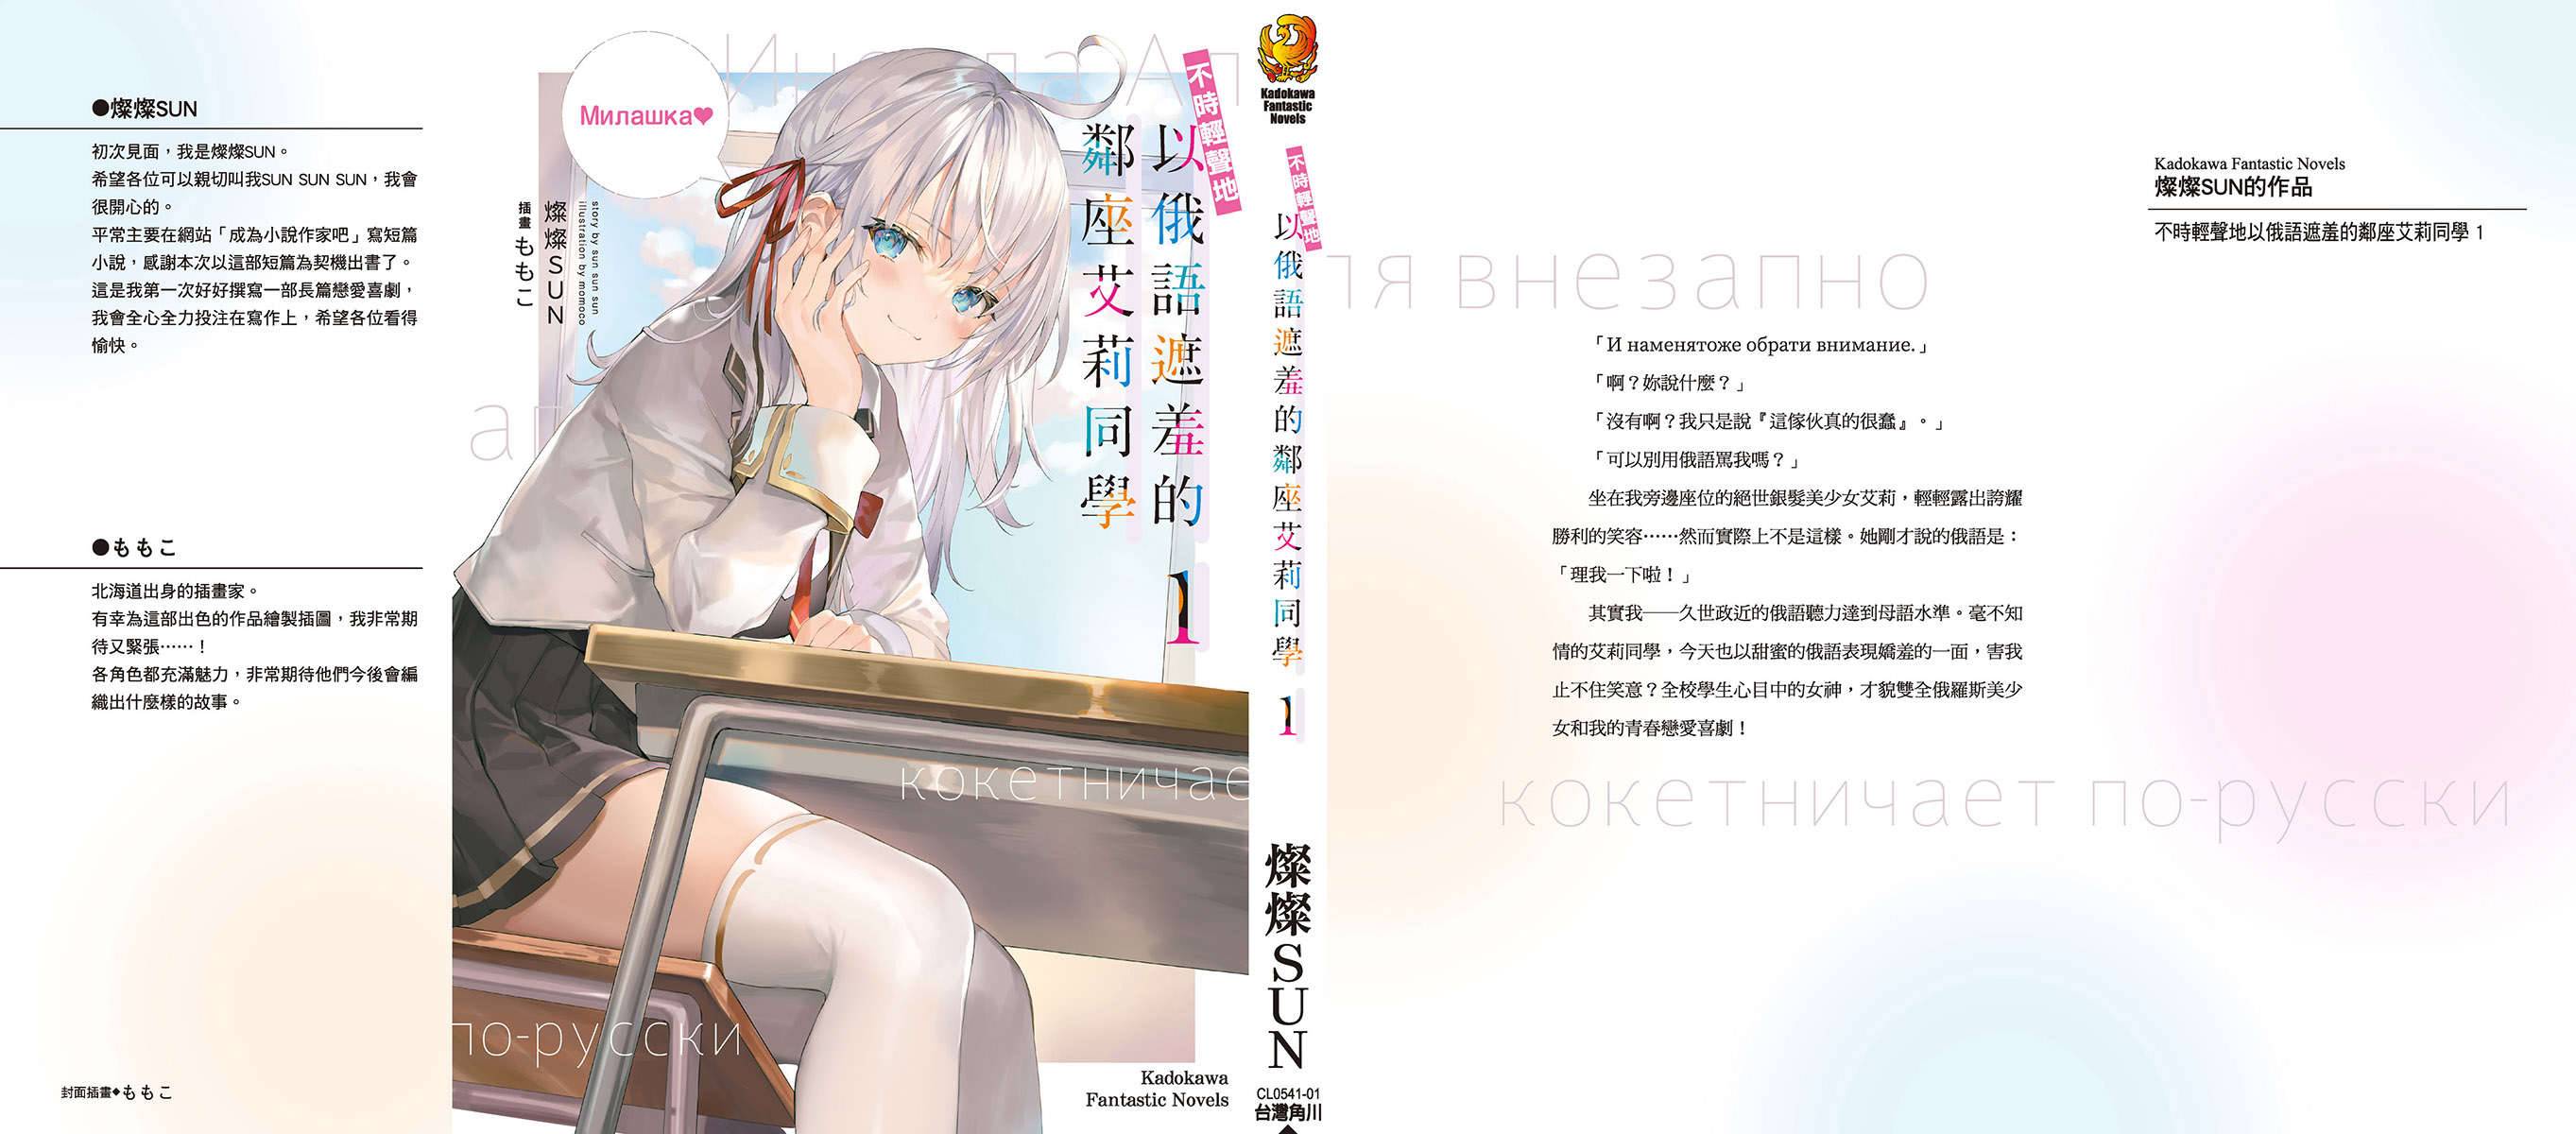 ●燦燦SUN
初次見面，我是燦燦SUN。
希望各位可以親切叫我SUN SUN SUN，我會
很開心的。
平常主要在網站「成為小說作家吧」寫短篇
小說，感謝本次以這部短篇為契機出書了。
這是我第一次好好撰寫一部長篇戀愛喜劇，
我會全心全力投注在寫作上，希望各位看得
愉快。
●ももこ
北海道出身的插畫家。
有幸為這部出色的作品繪製插圖，我非常期
待又緊張……！
各角色都充滿魅力，非常期待他們今後會編
織出什麼樣的故事。
封面插畫◆ももこ
Милашка♥
不時輕聲地
以俄語遮羞的
鄰座艾莉同學
1
story by sun sun sun
illustration by momoco
燦燦SUN
插畫 ももこ
кокетничае
по-русски
Kadokawa
Fantastic Novels
Kadokawa
Fantastic
Novels
不時輕聲地
以俄語遮羞的鄰座艾莉同學
1
燦燦SUN
CL0541-01
台灣角川
ля внезапно
「И наменятоже обрати внимание.」
「啊？妳說什麼？」
「沒有啊？我只是說『這傢伙真的很蠢』。」
「可以別用俄語罵我嗎？」
坐在我旁邊座位的絕世銀髮美少女艾莉，輕輕露出誇耀
勝利的笑容……然而實際上不是這樣。她剛才說的俄語是：
「理我一下啦！」
其實我——久世政近的俄語聽力達到母語水準。毫不知
情的艾莉同學，今天也以甜蜜的俄語表現嬌羞的一面，害我
止不住笑意？全校學生心目中的女神，才貌雙全俄羅斯美少
女和我的青春戀愛喜劇！
кокетничает по-русски
Kadokawa Fantastic Novels
燦燦SUN的作品
不時輕聲地以俄語遮羞的鄰座艾莉同學 1